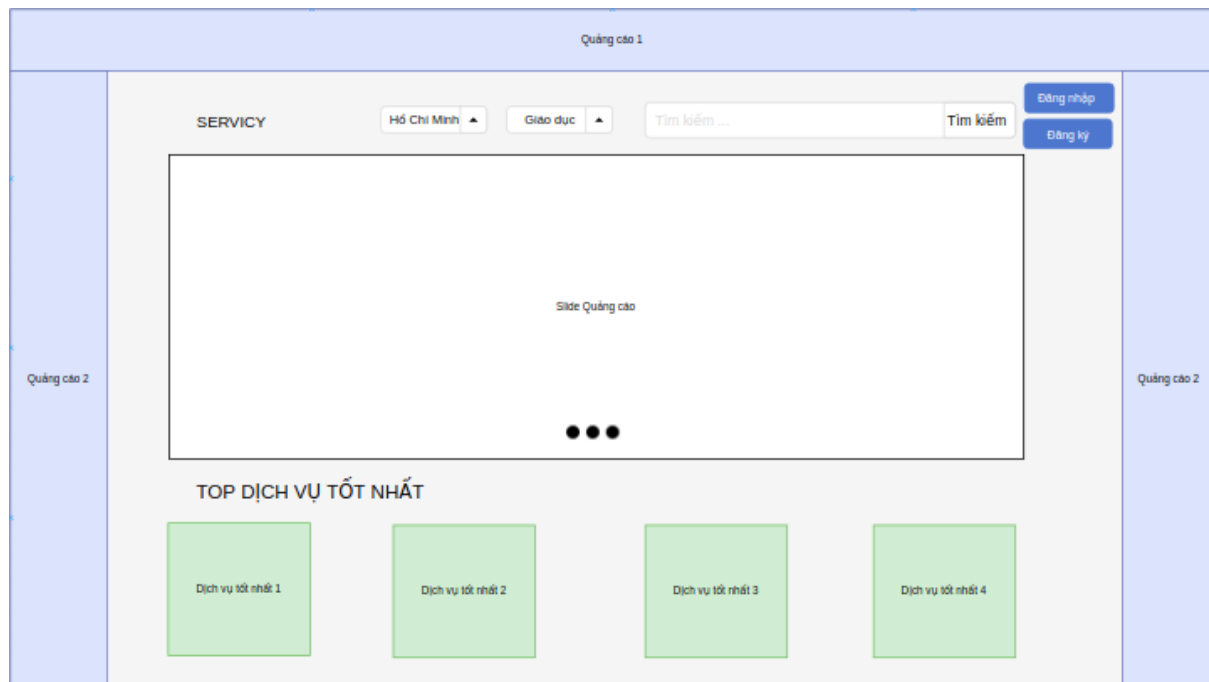 Quảng cáo 1
SERVICY
Hồ Chí Minh
Giáo dục
Tìm kiếm ...
Tìm kiếm
Đăng nhập
Đăng ký
Slide Quảng cáo
Quảng cáo 2
Quảng cáo 2
TOP DỊCH VỤ TỐT NHẤT
Dịch vụ tốt nhất 1
Dịch vụ tốt nhất 2
Dịch vụ tốt nhất 3
Dịch vụ tốt nhất 4